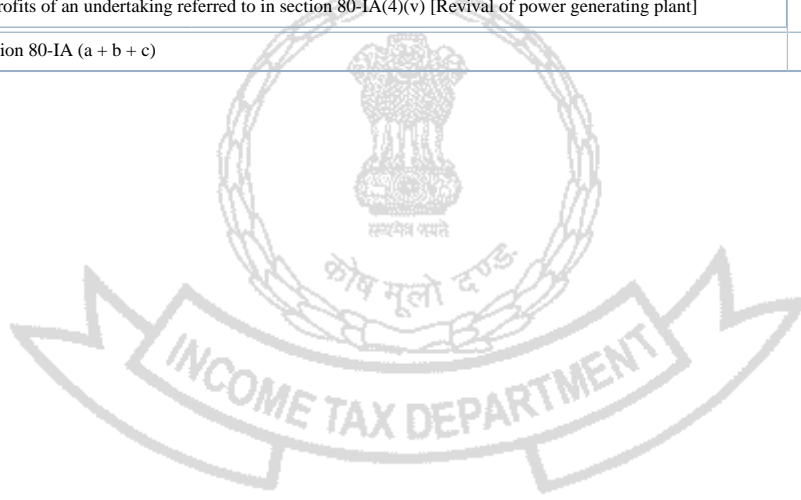 rofits of an undertaking referred to in section 80-IA(4)(v) [Revival of power generating plant]
ion 80-IA (a + b + c)
सत्यमेव जयते
कोष मूलो दण्डः
INCOME TAX DEPARTMENT